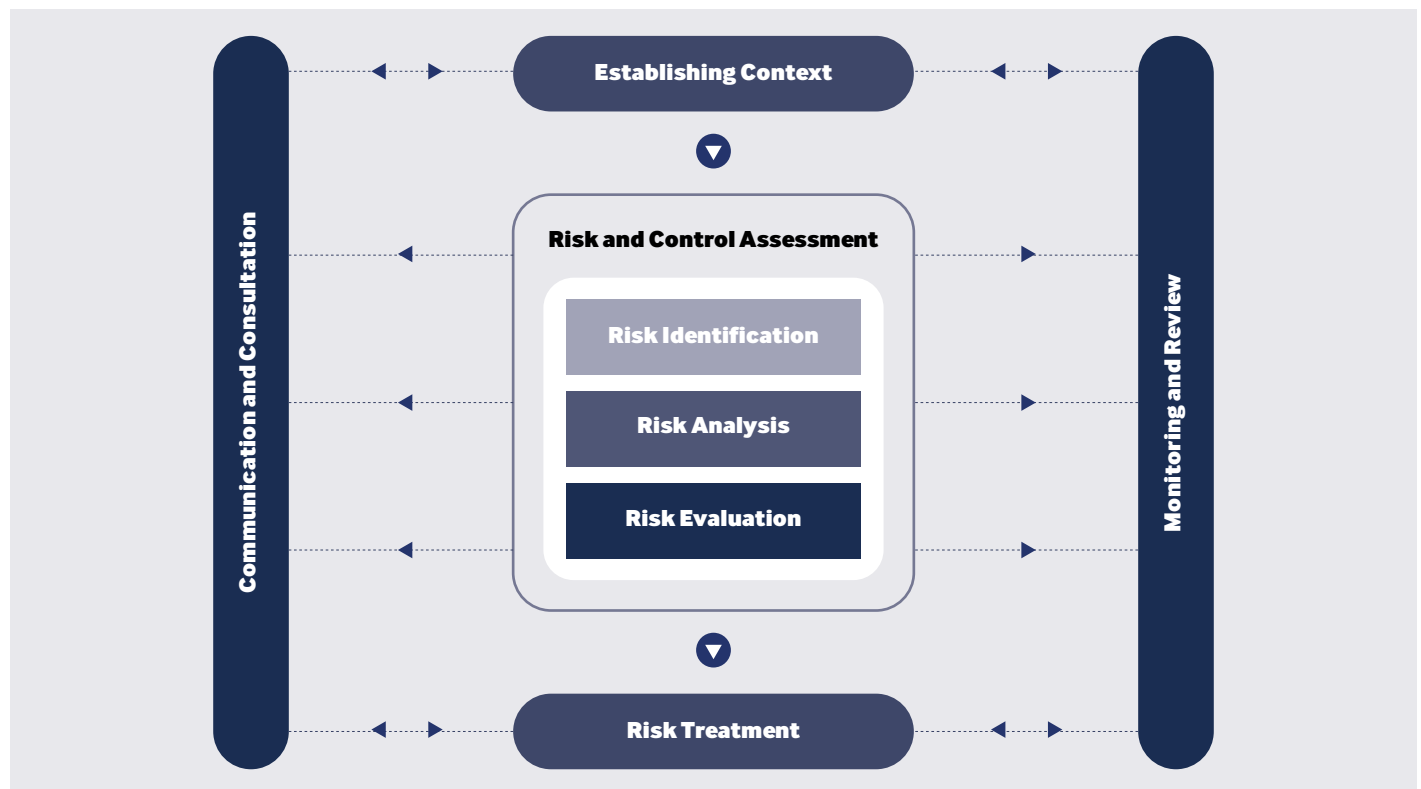 Establishing Context
Communication and Consultation
Risk and Control Assessment
Risk Identification
Risk Analysis
Risk Evaluation
Monitoring and Review
Risk Treatment